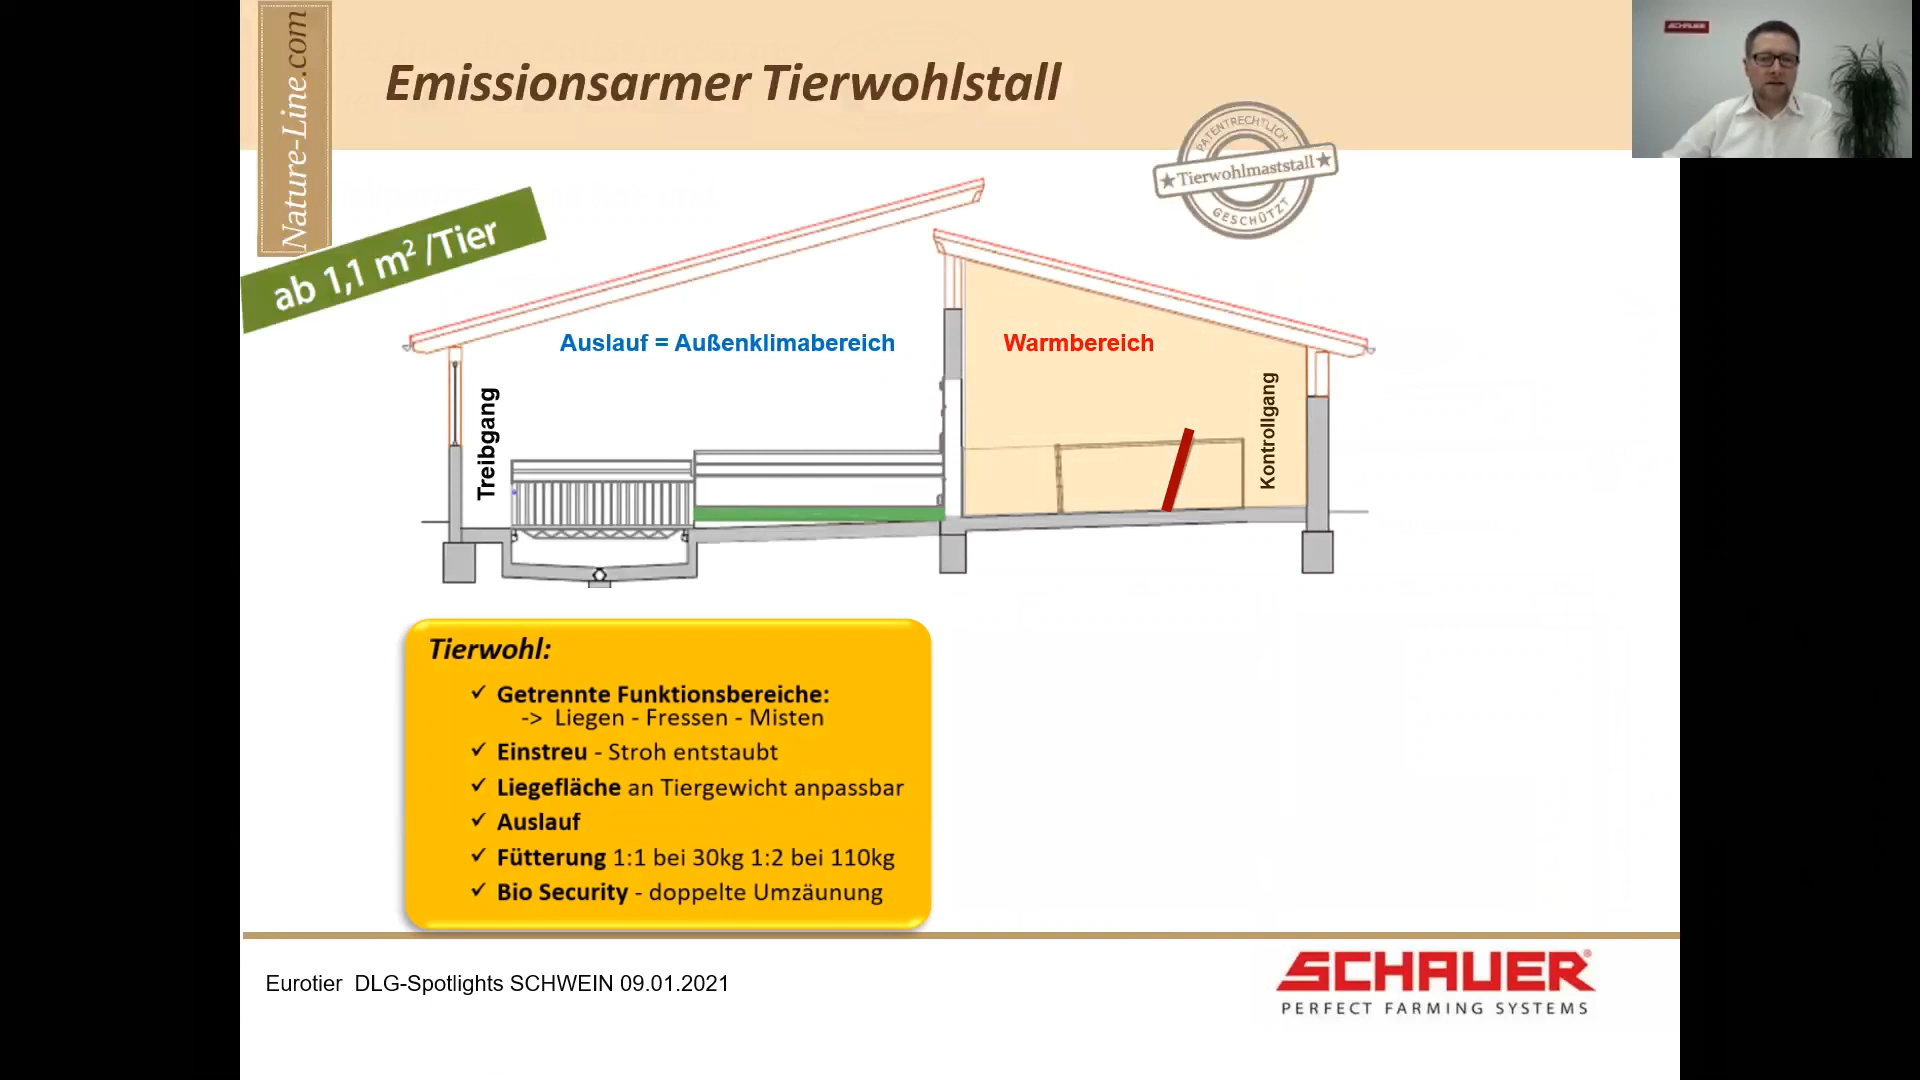 Nature-Line.com
Emissionsarmer Tierwohlstall
SCHAUER
PATENTRECHTLICH
Tierwohlmaststall
GESCHÜTZT
ab 1,1 m² /Tier
Auslauf = Außenklimabereich
Warmbereich
Treibgang
Kontrollgang
Tierwohl:
✓ Getrennte Funktionsbereiche:
-> Liegen - Fressen - Misten
✓ Einstreu - Stroh entstaubt
✓ Liegefläche an Tiergewicht anpassbar
✓ Auslauf
✓ Fütterung 1:1 bei 30kg 1:2 bei 110kg
✓ Bio Security - doppelte Umzäunung
Eurotier DLG-Spotlights SCHWEIN 09.01.2021
SCHAUER®
PERFECT FARMING SYSTEMS